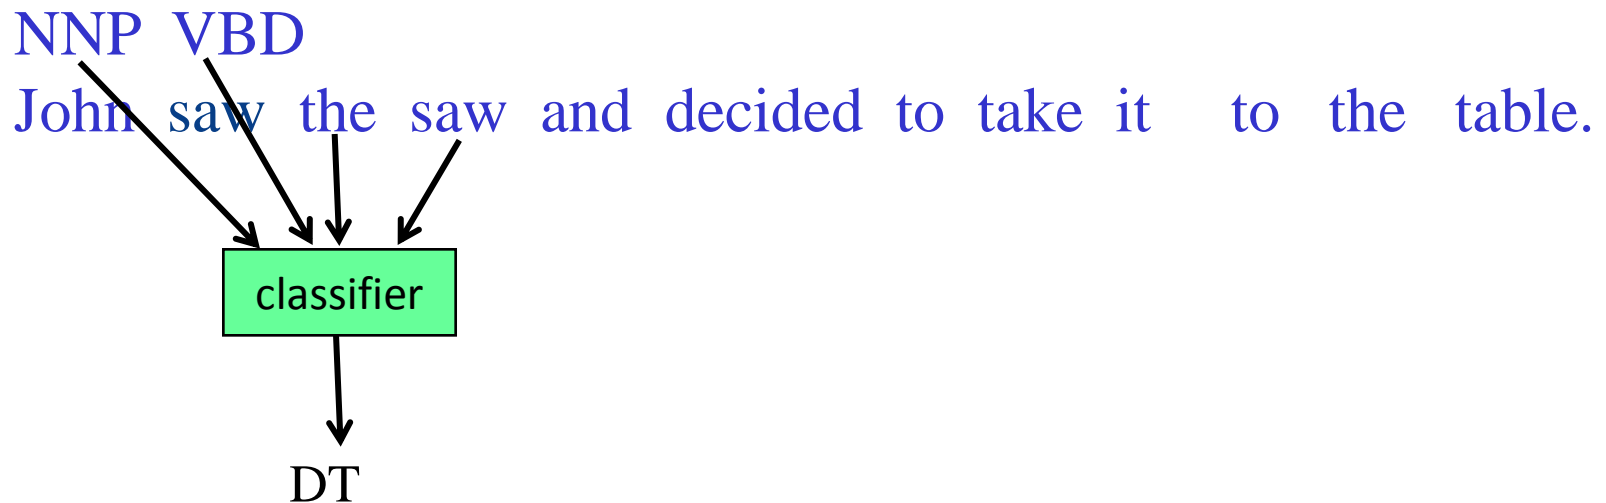 NNP VBD
John saw the saw and decided to take it to the table.
classifier
DT